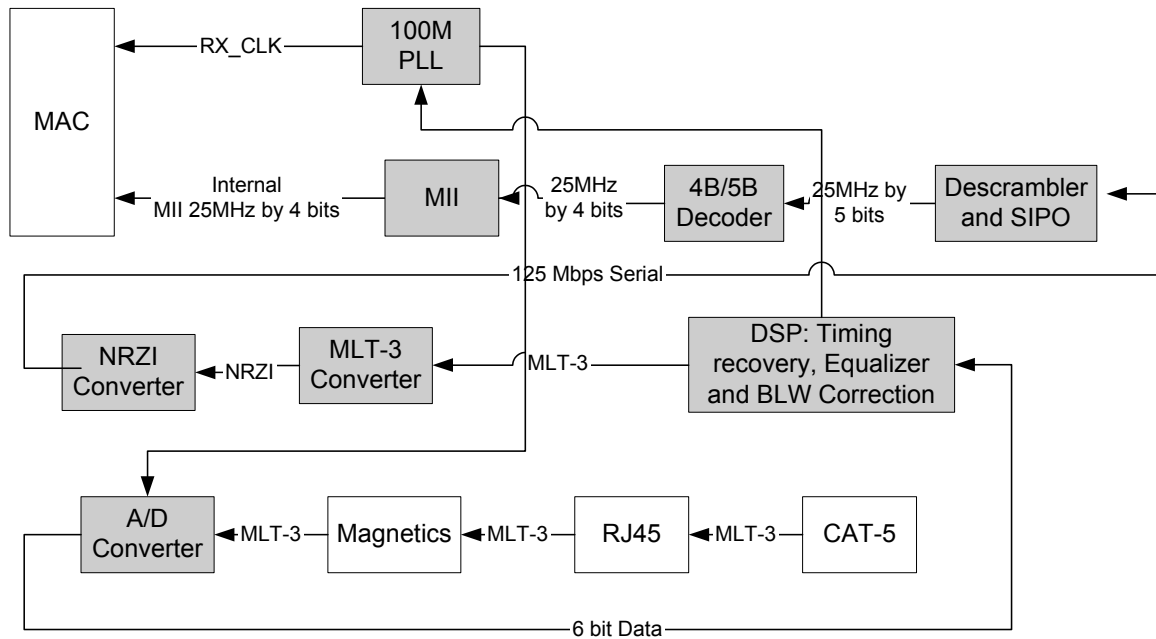 100M
PLL
RX_CLK
MAC
Internal
MII 25MHz by 4 bits
MII
25MHz
by 4 bits
4B/5B
Decoder
25MHz by
5 bits
Descrambler
and SIPO
125 Mbps Serial
NRZI
Converter
NRZI
MLT-3
Converter
MLT-3
DSP: Timing
recovery, Equalizer
and BLW Correction
A/D
Converter
MLT-3
Magnetics
MLT-3
RJ45
MLT-3
CAT-5
6 bit Data